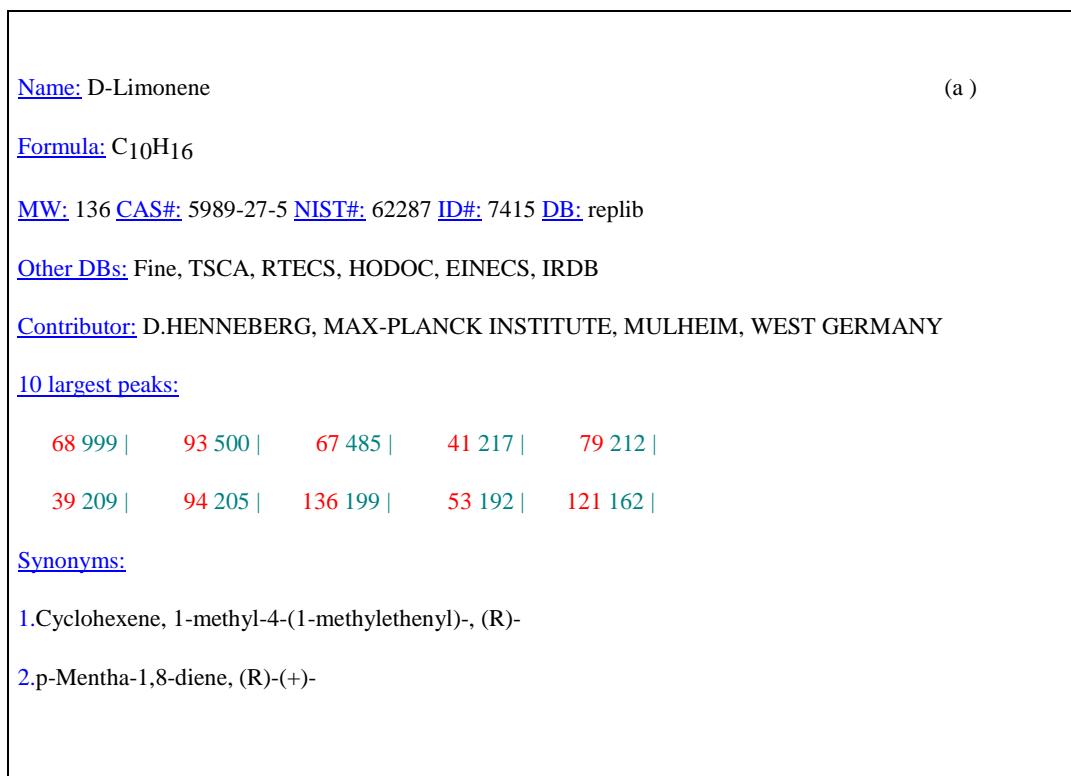 Name: D-Limonene (a )
Formula: C10H16
MW: 136 CAS#: 5989-27-5 NIST#: 62287 ID#: 7415 DB: replib
Other DBs: Fine, TSCA, RTECS, HODOC, EINECS, IRDB
Contributor: D.HENNEBERG, MAX-PLANCK INSTITUTE, MULHEIM, WEST GERMANY
10 largest peaks:
68 999 | 93 500 | 67 485 | 41 217 | 79 212 |
39 209 | 94 205 | 136 199 | 53 192 | 121 162 |
Synonyms:
1.Cyclohexene, 1-methyl-4-(1-methylethenyl)-, (R)-
2.p-Mentha-1,8-diene, (R)-(+)-